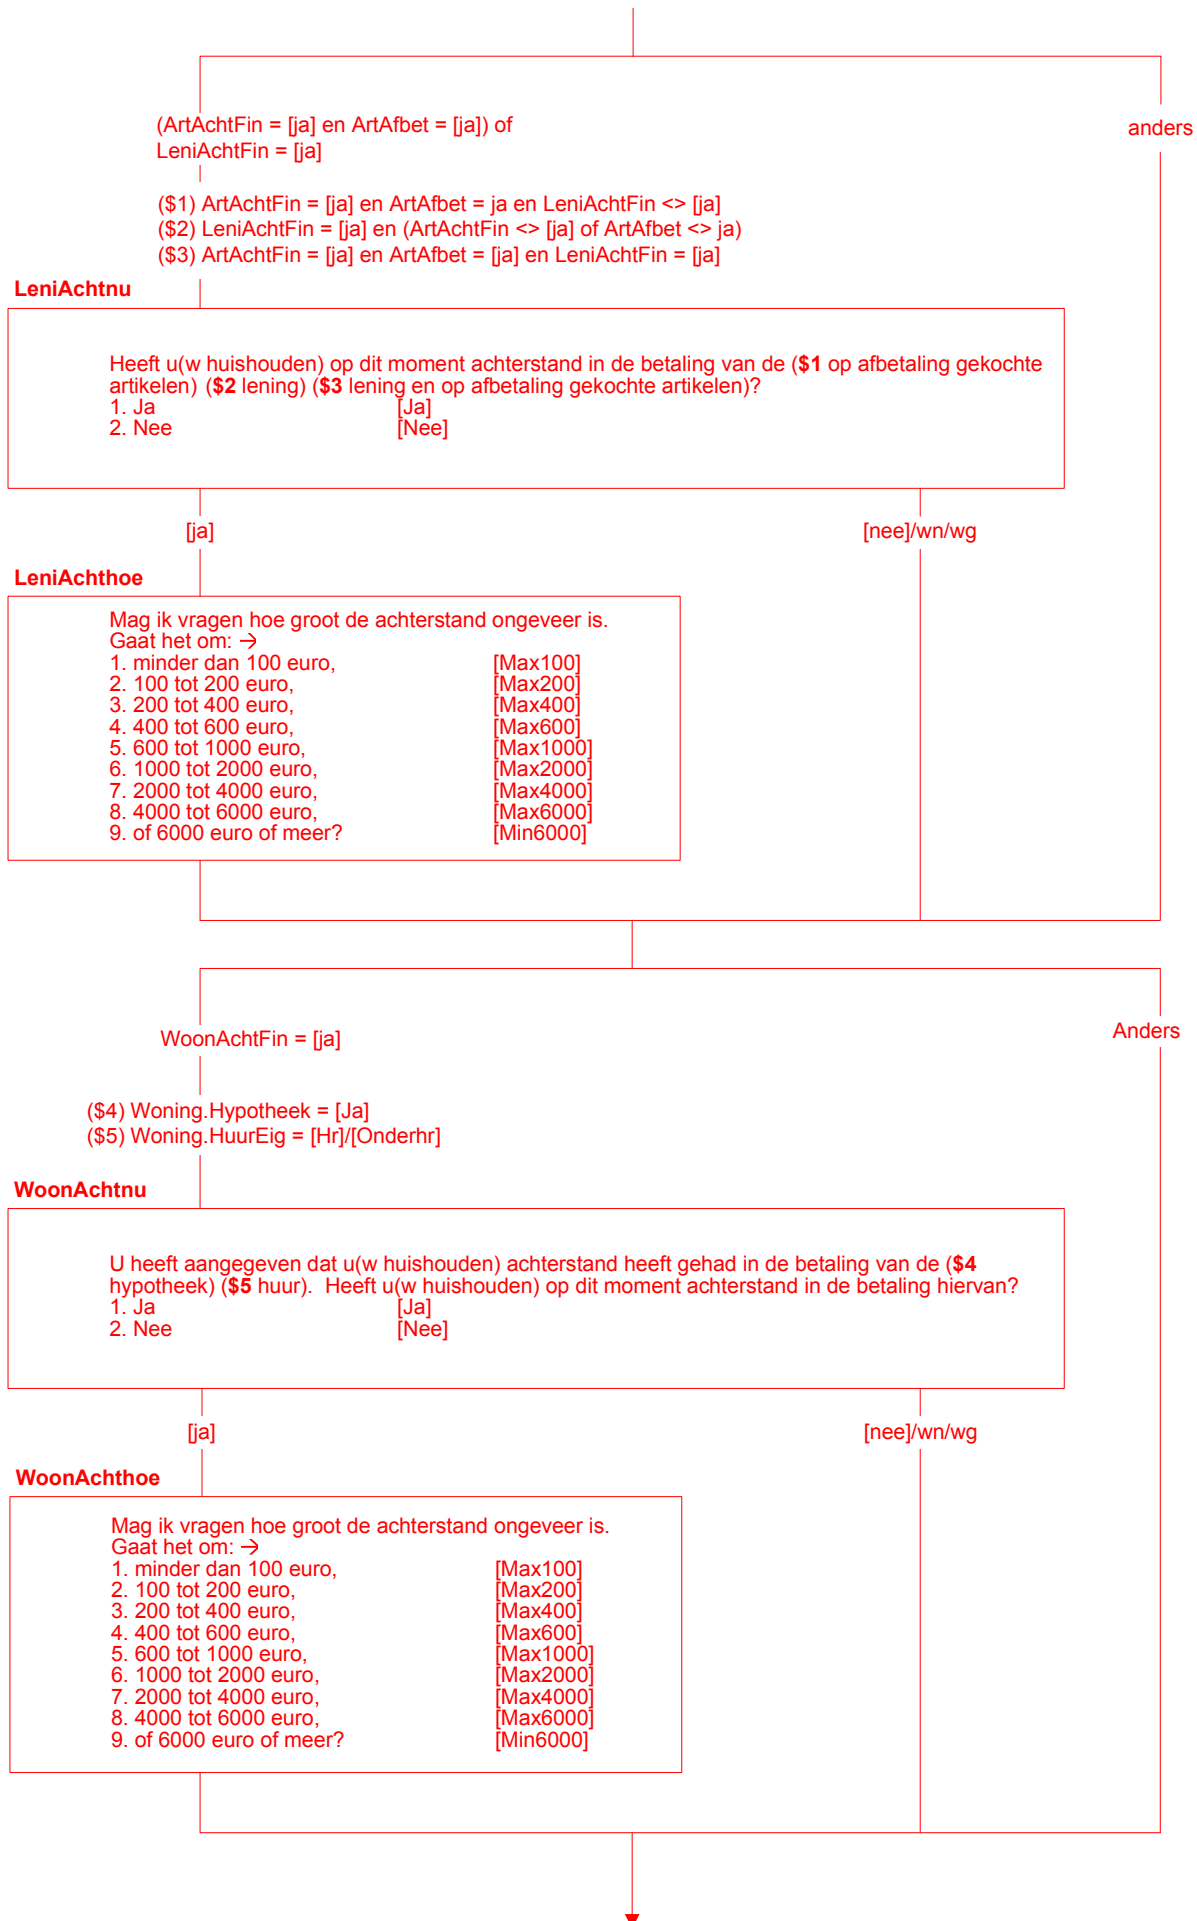 (ArtAchtFin = [ja] en ArtAfbet = [ja]) of
anders
LeniAchtFin = [ja]
($1) ArtAchtFin = [ja] en ArtAfbet = ja en LeniAchtFin <> [ja]
($2) LeniAchtFin = [ja] en (ArtAchtFin <> [ja] of ArtAfbet <> ja)
($3) ArtAchtFin = [ja] en ArtAfbet = [ja] en LeniAchtFin = [ja]
LeniAchtnu
Heeft u(w huishouden) op dit moment achterstand in de betaling van de ($1 op afbetaling gekochte
artikelen) ($2 lening) ($3 lening en op afbetaling gekochte artikelen)?
1. Ja [Ja]
2. Nee [Nee]
[ja] [nee]/wn/wg
LeniAchthoe
Mag ik vragen hoe groot de achterstand ongeveer is.
Gaat het om: →
1. minder dan 100 euro, [Max100]
2. 100 tot 200 euro, [Max200]
3. 200 tot 400 euro, [Max400]
4. 400 tot 600 euro, [Max600]
5. 600 tot 1000 euro, [Max1000]
6. 1000 tot 2000 euro, [Max2000]
7. 2000 tot 4000 euro, [Max4000]
8. 4000 tot 6000 euro, [Max6000]
9. of 6000 euro of meer? [Min6000]
WoonAchtFin = [ja]
Anders
($4) Woning.Hypotheek = [Ja]
($5) Woning.HuurEig = [Hr]/[Onderhr]
WoonAchtnu
U heeft aangegeven dat u(w huishouden) achterstand heeft gehad in de betaling van de ($4
hypotheek) ($5 huur).  Heeft u(w huishouden) op dit moment achterstand in de betaling hiervan?
1. Ja [Ja]
2. Nee [Nee]
[ja] [nee]/wn/wg
WoonAchthoe
Mag ik vragen hoe groot de achterstand ongeveer is.
Gaat het om: →
1. minder dan 100 euro, [Max100]
2. 100 tot 200 euro, [Max200]
3. 200 tot 400 euro, [Max400]
4. 400 tot 600 euro, [Max600]
5. 600 tot 1000 euro, [Max1000]
6. 1000 tot 2000 euro, [Max2000]
7. 2000 tot 4000 euro, [Max4000]
8. 4000 tot 6000 euro, [Max6000]
9. of 6000 euro of meer? [Min6000]